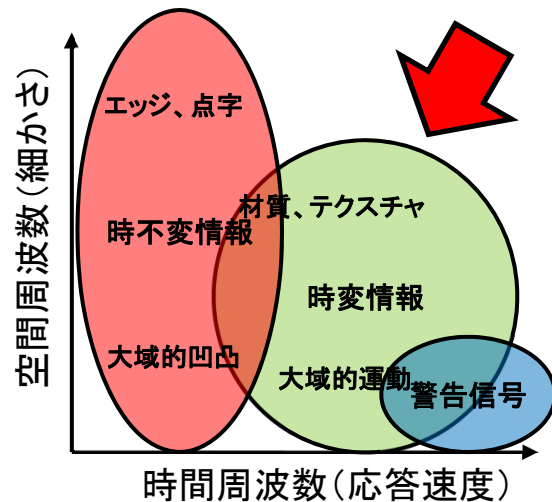 エッジ、点字
材質、テクスチャ
時不変情報
時変情報
大域的凹凸
大域的運動
警告信号
空間周波数(細かさ)
時間周波数(応答速度)